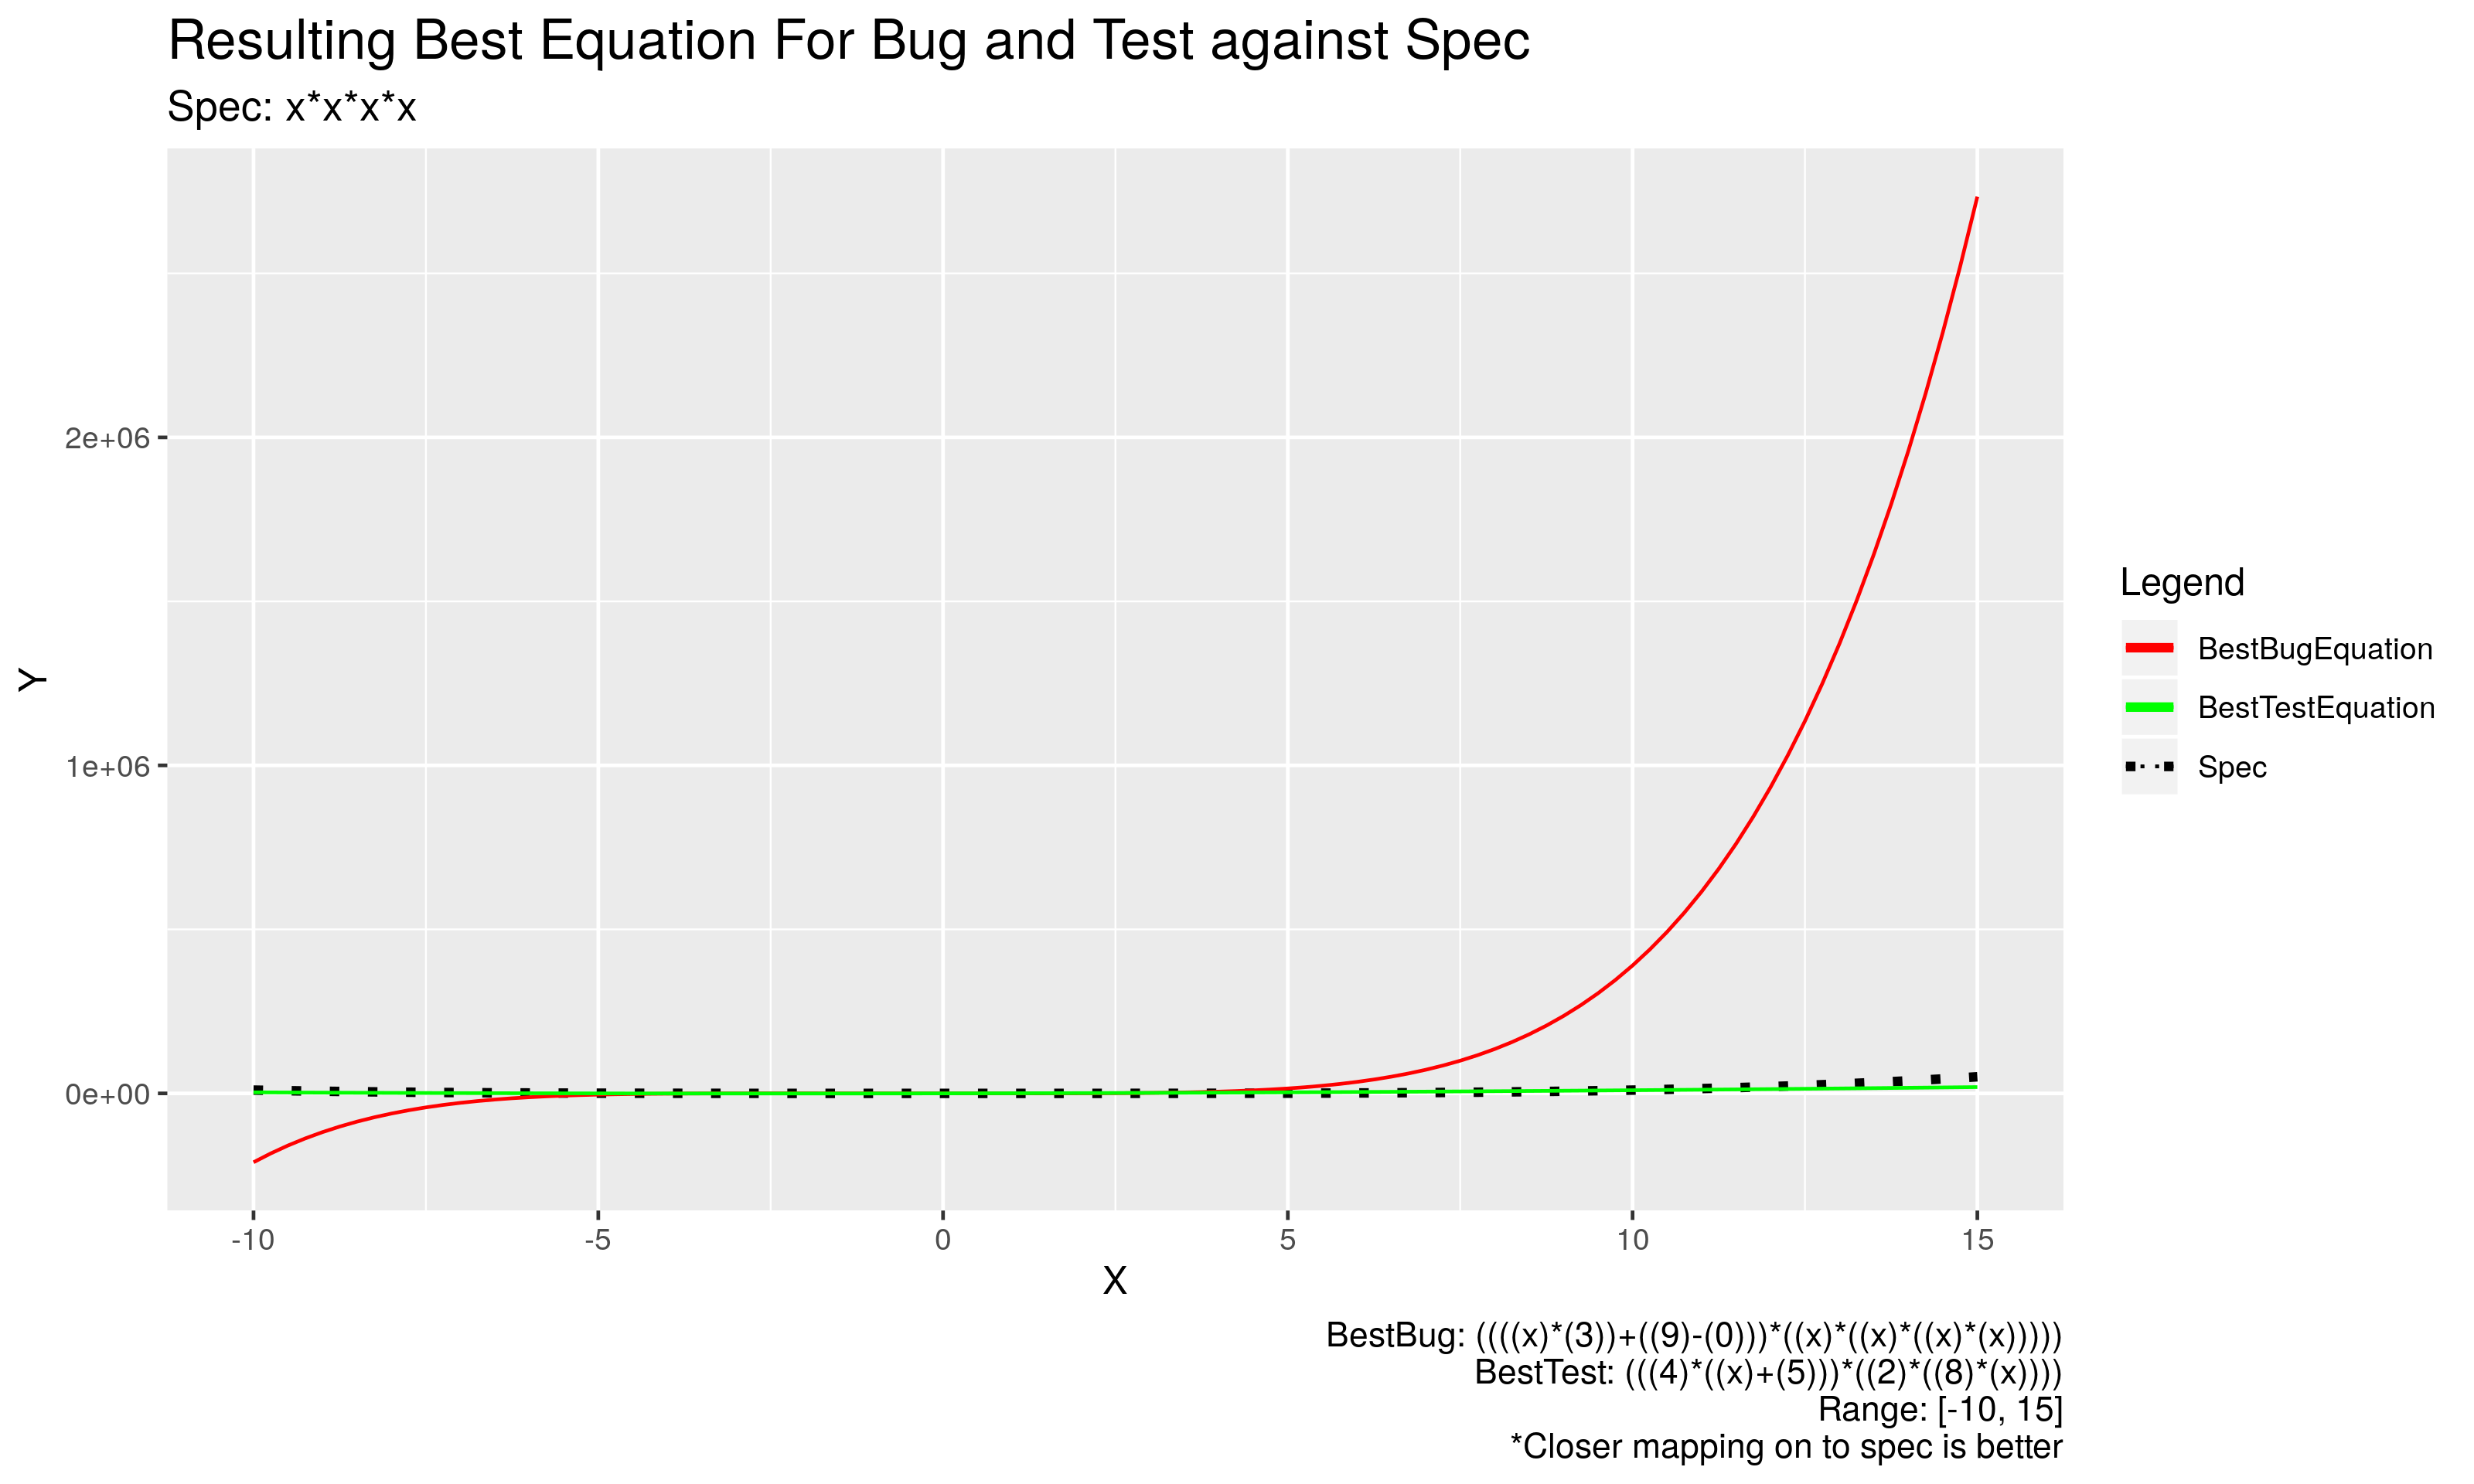 Resulting Best Equation For Bug and Test against Spec
Spec: x*x*x*x
2e+06
1e+06
0e+00
Y
-10 -5 0 5 10 15
X
Legend
BestBugEquation
BestTestEquation
Spec
BestBug: ((((x)*(3))+((9)-(0)))*((x)*((x)*((x)*(x)))))
BestTest: (((4)*((x)+(5)))*((2)*((8)*(x))))
Range: [-10, 15]
*Closer mapping on to spec is better